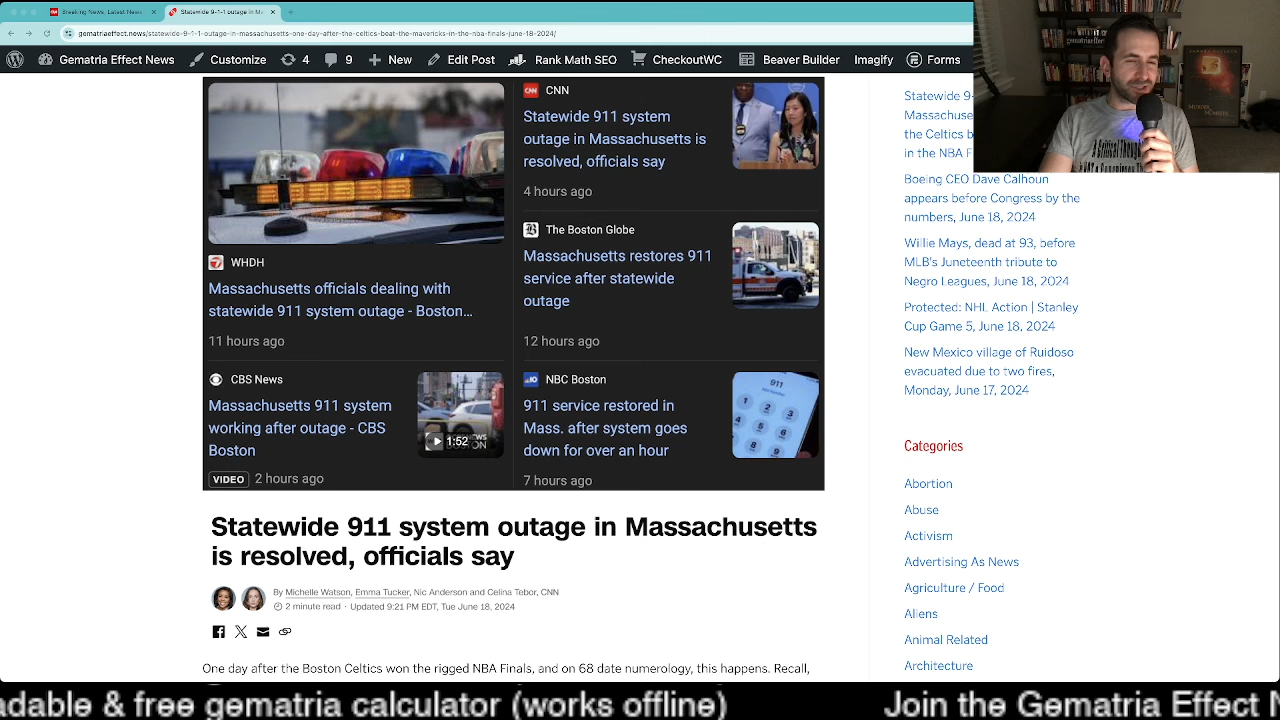 Breaking News, Latest News
Statewide 9-1-1 outage in Ma
gematriaeffect.news/statewide-9-1-1-outage-in-massachusetts-one-day-after-the-celtics-beat-the-mavericks-in-the-nba-finals-june-18-2024/
Gematria Effect News Customize 4 9 New Edit Post Rank Math SEO CheckoutWC Beaver Builder Imagify Forms
WHDH
Massachusetts officials dealing with
statewide 911 system outage - Boston...
11 hours ago
CNN
Statewide 911 system
outage in Massachusetts is
resolved, officials say
4 hours ago
The Boston Globe
Massachusetts restores 911
service after statewide
outage
12 hours ago
CBS News
Massachusetts 911 system
working after outage - CBS
Boston
1:52
VIDEO 2 hours ago
NBC Boston
911 service restored in
Mass. after system goes
down for over an hour
7 hours ago
911
Statewide 911 system outage in Massachusetts
is resolved, officials say
By Michelle Watson, Emma Tucker, Nic Anderson and Celina Tebor, CNN
2 minute read · Updated 9:21 PM EDT, Tue June 18, 2024
One day after the Boston Celtics won the rigged NBA Finals, and on 68 date numerology, this happens. Recall,
Statewide 9-
Massachuse
the Celtics b
in the NBA F
Boeing CEO Dave Calhoun
appears before Congress by the
numbers, June 18, 2024
Willie Mays, dead at 93, before
MLB's Juneteenth tribute to
Negro Leagues, June 18, 2024
Protected: NHL Action | Stanley
Cup Game 5, June 18, 2024
New Mexico village of Ruidoso
evacuated due to two fires,
Monday, June 17, 2024
Categories
Abortion
Abuse
Activism
Advertising As News
Agriculture / Food
Aliens
Animal Related
Architecture
A Critical Though
adable & free gematria calculator (works offline) Join the Gematria Effect N